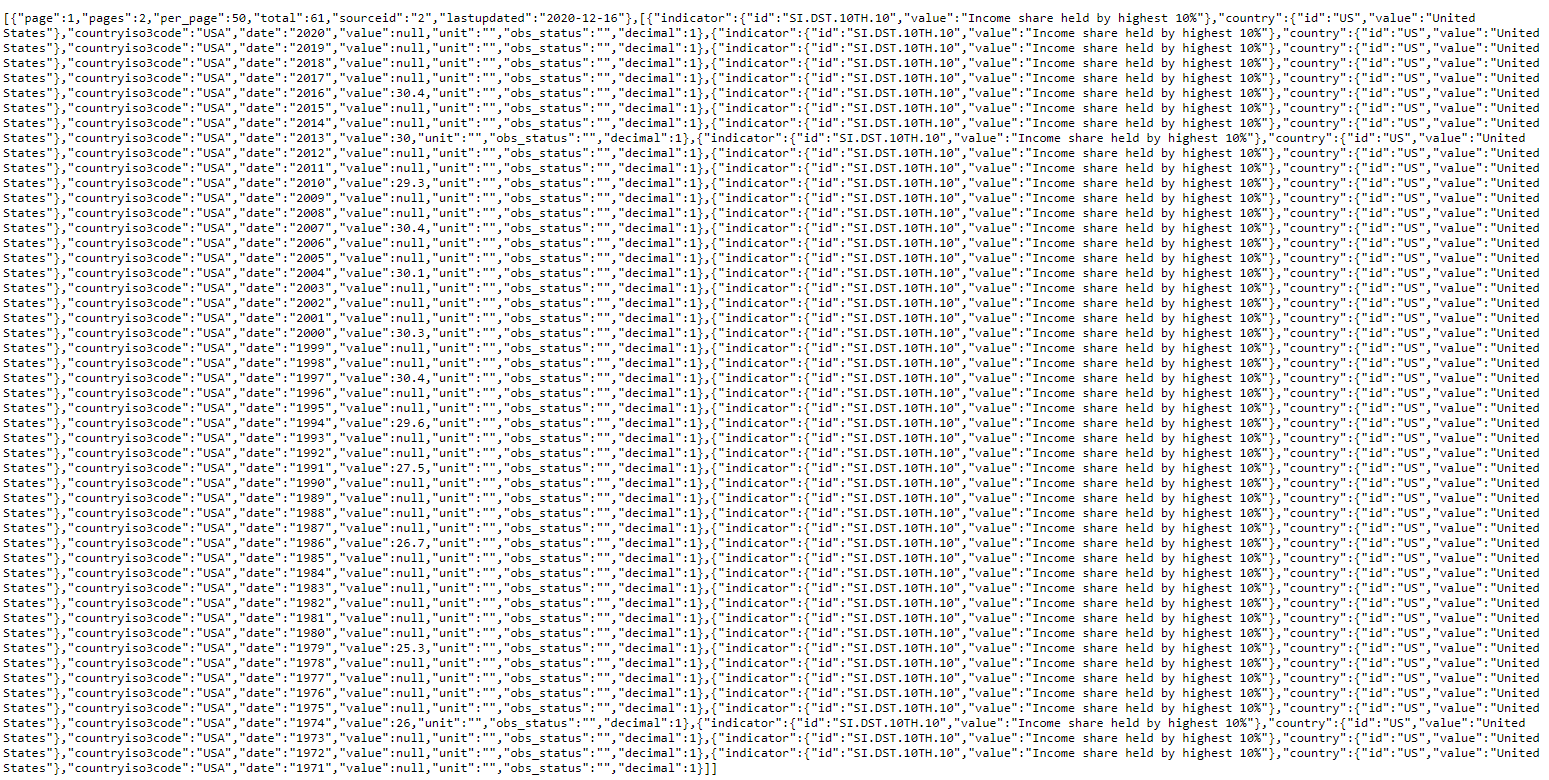 [{"page":1,"pages":2,"per_page":50,"total":61,"sourceid":"2","lastupdated":"2020-12-16"},[{"indicator":{"id":"SI.DST.10TH.10","value":"Income share held by highest 10%"},"country":{"id":"US","value":"United
States"},"countryiso3code":"USA","date":"2020","value":null,"unit":"","obs_status":"","decimal":1},{"indicator":{"id":"SI.DST.10TH.10","value":"Income share held by highest 10%"},"country":{"id":"US","value":"United
States"},"countryiso3code":"USA","date":"2019","value":null,"unit":"","obs_status":"","decimal":1},{"indicator":{"id":"SI.DST.10TH.10","value":"Income share held by highest 10%"},"country":{"id":"US","value":"United
States"},"countryiso3code":"USA","date":"2018","value":null,"unit":"","obs_status":"","decimal":1},{"indicator":{"id":"SI.DST.10TH.10","value":"Income share held by highest 10%"},"country":{"id":"US","value":"United
States"},"countryiso3code":"USA","date":"2017","value":null,"unit":"","obs_status":"","decimal":1},{"indicator":{"id":"SI.DST.10TH.10","value":"Income share held by highest 10%"},"country":{"id":"US","value":"United
States"},"countryiso3code":"USA","date":"2016","value":30.4,"unit":"","obs_status":"","decimal":1},{"indicator":{"id":"SI.DST.10TH.10","value":"Income share held by highest 10%"},"country":{"id":"US","value":"United
States"},"countryiso3code":"USA","date":"2015","value":null,"unit":"","obs_status":"","decimal":1},{"indicator":{"id":"SI.DST.10TH.10","value":"Income share held by highest 10%"},"country":{"id":"US","value":"United
States"},"countryiso3code":"USA","date":"2014","value":null,"unit":"","obs_status":"","decimal":1},{"indicator":{"id":"SI.DST.10TH.10","value":"Income share held by highest 10%"},"country":{"id":"US","value":"United
States"},"countryiso3code":"USA","date":"2013","value":30,"unit":"","obs_status":"","decimal":1},{"indicator":{"id":"SI.DST.10TH.10","value":"Income share held by highest 10%"},"country":{"id":"US","value":"United
States"},"countryiso3code":"USA","date":"2012","value":null,"unit":"","obs_status":"","decimal":1},{"indicator":{"id":"SI.DST.10TH.10","value":"Income share held by highest 10%"},"country":{"id":"US","value":"United
States"},"countryiso3code":"USA","date":"2011","value":null,"unit":"","obs_status":"","decimal":1},{"indicator":{"id":"SI.DST.10TH.10","value":"Income share held by highest 10%"},"country":{"id":"US","value":"United
States"},"countryiso3code":"USA","date":"2010","value":29.3,"unit":"","obs_status":"","decimal":1},{"indicator":{"id":"SI.DST.10TH.10","value":"Income share held by highest 10%"},"country":{"id":"US","value":"United
States"},"countryiso3code":"USA","date":"2009","value":null,"unit":"","obs_status":"","decimal":1},{"indicator":{"id":"SI.DST.10TH.10","value":"Income share held by highest 10%"},"country":{"id":"US","value":"United
States"},"countryiso3code":"USA","date":"2008","value":null,"unit":"","obs_status":"","decimal":1},{"indicator":{"id":"SI.DST.10TH.10","value":"Income share held by highest 10%"},"country":{"id":"US","value":"United
States"},"countryiso3code":"USA","date":"2007","value":30.4,"unit":"","obs_status":"","decimal":1},{"indicator":{"id":"SI.DST.10TH.10","value":"Income share held by highest 10%"},"country":{"id":"US","value":"United
States"},"countryiso3code":"USA","date":"2006","value":null,"unit":"","obs_status":"","decimal":1},{"indicator":{"id":"SI.DST.10TH.10","value":"Income share held by highest 10%"},"country":{"id":"US","value":"United
States"},"countryiso3code":"USA","date":"2005","value":null,"unit":"","obs_status":"","decimal":1},{"indicator":{"id":"SI.DST.10TH.10","value":"Income share held by highest 10%"},"country":{"id":"US","value":"United
States"},"countryiso3code":"USA","date":"2004","value":30.1,"unit":"","obs_status":"","decimal":1},{"indicator":{"id":"SI.DST.10TH.10","value":"Income share held by highest 10%"},"country":{"id":"US","value":"United
States"},"countryiso3code":"USA","date":"2003","value":null,"unit":"","obs_status":"","decimal":1},{"indicator":{"id":"SI.DST.10TH.10","value":"Income share held by highest 10%"},"country":{"id":"US","value":"United
States"},"countryiso3code":"USA","date":"2002","value":null,"unit":"","obs_status":"","decimal":1},{"indicator":{"id":"SI.DST.10TH.10","value":"Income share held by highest 10%"},"country":{"id":"US","value":"United
States"},"countryiso3code":"USA","date":"2001","value":null,"unit":"","obs_status":"","decimal":1},{"indicator":{"id":"SI.DST.10TH.10","value":"Income share held by highest 10%"},"country":{"id":"US","value":"United
States"},"countryiso3code":"USA","date":"2000","value":30.3,"unit":"","obs_status":"","decimal":1},{"indicator":{"id":"SI.DST.10TH.10","value":"Income share held by highest 10%"},"country":{"id":"US","value":"United
States"},"countryiso3code":"USA","date":"1999","value":null,"unit":"","obs_status":"","decimal":1},{"indicator":{"id":"SI.DST.10TH.10","value":"Income share held by highest 10%"},"country":{"id":"US","value":"United
States"},"countryiso3code":"USA","date":"1998","value":null,"unit":"","obs_status":"","decimal":1},{"indicator":{"id":"SI.DST.10TH.10","value":"Income share held by highest 10%"},"country":{"id":"US","value":"United
States"},"countryiso3code":"USA","date":"1997","value":30.4,"unit":"","obs_status":"","decimal":1},{"indicator":{"id":"SI.DST.10TH.10","value":"Income share held by highest 10%"},"country":{"id":"US","value":"United
States"},"countryiso3code":"USA","date":"1996","value":null,"unit":"","obs_status":"","decimal":1},{"indicator":{"id":"SI.DST.10TH.10","value":"Income share held by highest 10%"},"country":{"id":"US","value":"United
States"},"countryiso3code":"USA","date":"1995","value":null,"unit":"","obs_status":"","decimal":1},{"indicator":{"id":"SI.DST.10TH.10","value":"Income share held by highest 10%"},"country":{"id":"US","value":"United
States"},"countryiso3code":"USA","date":"1994","value":29.6,"unit":"","obs_status":"","decimal":1},{"indicator":{"id":"SI.DST.10TH.10","value":"Income share held by highest 10%"},"country":{"id":"US","value":"United
States"},"countryiso3code":"USA","date":"1993","value":null,"unit":"","obs_status":"","decimal":1},{"indicator":{"id":"SI.DST.10TH.10","value":"Income share held by highest 10%"},"country":{"id":"US","value":"United
States"},"countryiso3code":"USA","date":"1992","value":null,"unit":"","obs_status":"","decimal":1},{"indicator":{"id":"SI.DST.10TH.10","value":"Income share held by highest 10%"},"country":{"id":"US","value":"United
States"},"countryiso3code":"USA","date":"1991","value":27.5,"unit":"","obs_status":"","decimal":1},{"indicator":{"id":"SI.DST.10TH.10","value":"Income share held by highest 10%"},"country":{"id":"US","value":"United
States"},"countryiso3code":"USA","date":"1990","value":null,"unit":"","obs_status":"","decimal":1},{"indicator":{"id":"SI.DST.10TH.10","value":"Income share held by highest 10%"},"country":{"id":"US","value":"United
States"},"countryiso3code":"USA","date":"1989","value":null,"unit":"","obs_status":"","decimal":1},{"indicator":{"id":"SI.DST.10TH.10","value":"Income share held by highest 10%"},"country":{"id":"US","value":"United
States"},"countryiso3code":"USA","date":"1988","value":null,"unit":"","obs_status":"","decimal":1},{"indicator":{"id":"SI.DST.10TH.10","value":"Income share held by highest 10%"},"country":{"id":"US","value":"United
States"},"countryiso3code":"USA","date":"1987","value":null,"unit":"","obs_status":"","decimal":1},{"indicator":{"id":"SI.DST.10TH.10","value":"Income share held by highest 10%"},"country":{"id":"US","value":"United
States"},"countryiso3code":"USA","date":"1986","value":26.7,"unit":"","obs_status":"","decimal":1},{"indicator":{"id":"SI.DST.10TH.10","value":"Income share held by highest 10%"},"country":{"id":"US","value":"United
States"},"countryiso3code":"USA","date":"1985","value":null,"unit":"","obs_status":"","decimal":1},{"indicator":{"id":"SI.DST.10TH.10","value":"Income share held by highest 10%"},"country":{"id":"US","value":"United
States"},"countryiso3code":"USA","date":"1984","value":null,"unit":"","obs_status":"","decimal":1},{"indicator":{"id":"SI.DST.10TH.10","value":"Income share held by highest 10%"},"country":{"id":"US","value":"United
States"},"countryiso3code":"USA","date":"1983","value":null,"unit":"","obs_status":"","decimal":1},{"indicator":{"id":"SI.DST.10TH.10","value":"Income share held by highest 10%"},"country":{"id":"US","value":"United
States"},"countryiso3code":"USA","date":"1982","value":null,"unit":"","obs_status":"","decimal":1},{"indicator":{"id":"SI.DST.10TH.10","value":"Income share held by highest 10%"},"country":{"id":"US","value":"United
States"},"countryiso3code":"USA","date":"1981","value":null,"unit":"","obs_status":"","decimal":1},{"indicator":{"id":"SI.DST.10TH.10","value":"Income share held by highest 10%"},"country":{"id":"US","value":"United
States"},"countryiso3code":"USA","date":"1980","value":null,"unit":"","obs_status":"","decimal":1},{"indicator":{"id":"SI.DST.10TH.10","value":"Income share held by highest 10%"},"country":{"id":"US","value":"United
States"},"countryiso3code":"USA","date":"1979","value":25.3,"unit":"","obs_status":"","decimal":1},{"indicator":{"id":"SI.DST.10TH.10","value":"Income share held by highest 10%"},"country":{"id":"US","value":"United
States"},"countryiso3code":"USA","date":"1978","value":null,"unit":"","obs_status":"","decimal":1},{"indicator":{"id":"SI.DST.10TH.10","value":"Income share held by highest 10%"},"country":{"id":"US","value":"United
States"},"countryiso3code":"USA","date":"1977","value":null,"unit":"","obs_status":"","decimal":1},{"indicator":{"id":"SI.DST.10TH.10","value":"Income share held by highest 10%"},"country":{"id":"US","value":"United
States"},"countryiso3code":"USA","date":"1976","value":null,"unit":"","obs_status":"","decimal":1},{"indicator":{"id":"SI.DST.10TH.10","value":"Income share held by highest 10%"},"country":{"id":"US","value":"United
States"},"countryiso3code":"USA","date":"1975","value":null,"unit":"","obs_status":"","decimal":1},{"indicator":{"id":"SI.DST.10TH.10","value":"Income share held by highest 10%"},"country":{"id":"US","value":"United
States"},"countryiso3code":"USA","date":"1974","value":26,"unit":"","obs_status":"","decimal":1},{"indicator":{"id":"SI.DST.10TH.10","value":"Income share held by highest 10%"},"country":{"id":"US","value":"United
States"},"countryiso3code":"USA","date":"1973","value":null,"unit":"","obs_status":"","decimal":1},{"indicator":{"id":"SI.DST.10TH.10","value":"Income share held by highest 10%"},"country":{"id":"US","value":"United
States"},"countryiso3code":"USA","date":"1972","value":null,"unit":"","obs_status":"","decimal":1},{"indicator":{"id":"SI.DST.10TH.10","value":"Income share held by highest 10%"},"country":{"id":"US","value":"United
States"},"countryiso3code":"USA","date":"1971","value":null,"unit":"","obs_status":"","decimal":1}]]